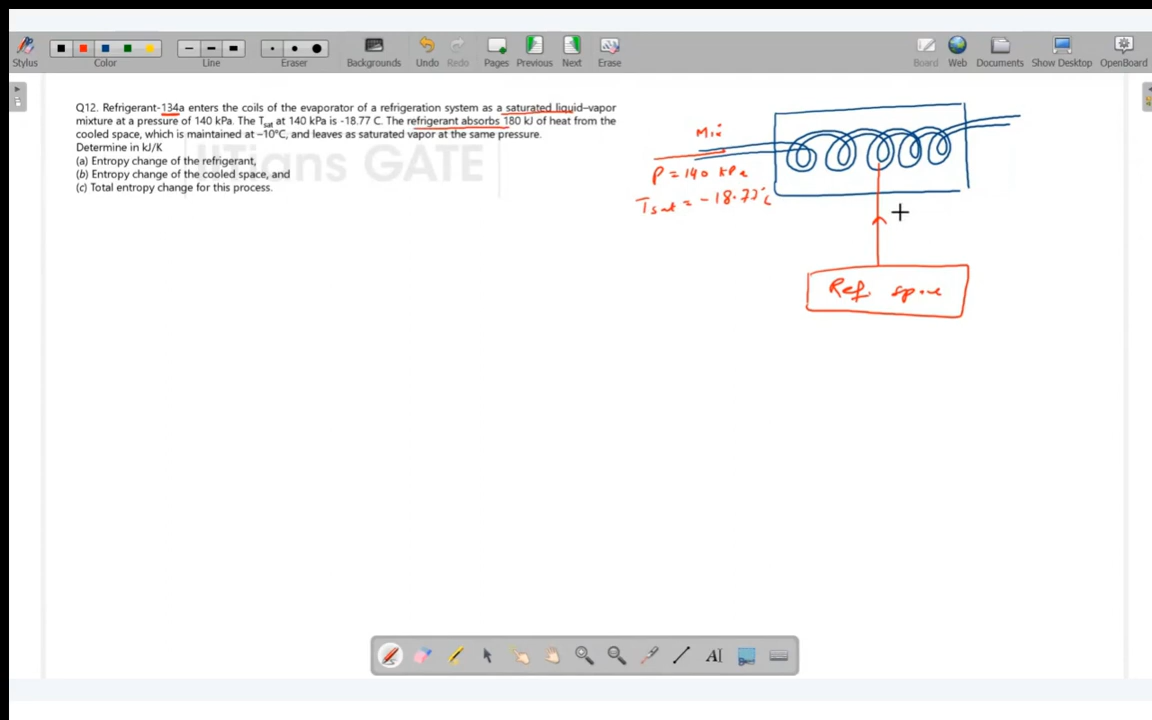 Stylus
Color
Line
Eraser
Backgrounds
Undo
Redo
Pages
Previous
Next
Erase
Board
Web
Documents
Show Desktop
OpenBoard
Q12. Refrigerant-134a enters the coils of the evaporator of a refrigeration system as a saturated liquid–vapor
mixture at a pressure of 140 kPa. The Tsat at 140 kPa is -18.77 C. The refrigerant absorbs 180 kJ of heat from the
cooled space, which is maintained at –10°C, and leaves as saturated vapor at the same pressure.
Determine in kJ/K
(a) Entropy change of the refrigerant,
(b) Entropy change of the cooled space, and
(c) Total entropy change for this process.
IITians GATE
Mix
P = 140 kPa
Tsat = -18.77°C
Ref. space
AI